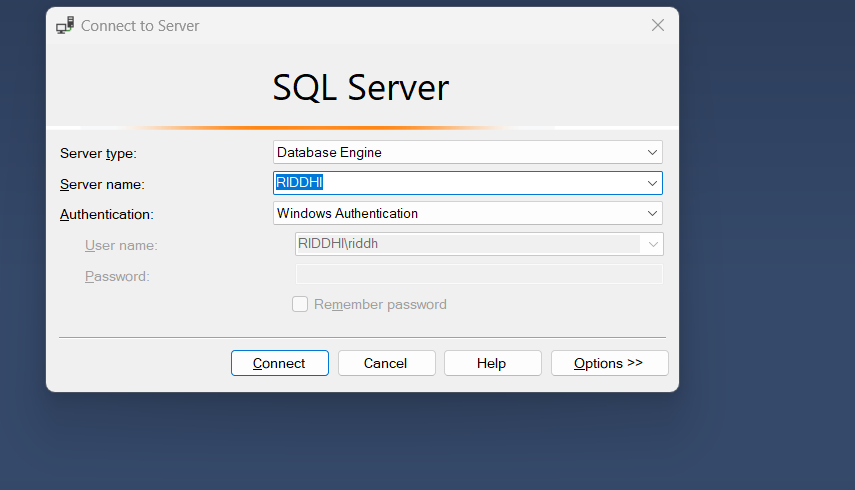 Connect to Server
SQL Server
Server type: Database Engine
Server name: RIDDHI
Authentication: Windows Authentication
User name: RIDDHI\riddh
Password:
Remember password
Connect Cancel Help Options >>